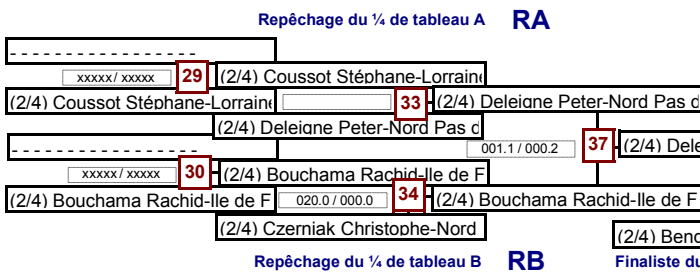 Repêchage du ¼ de tableau A RA
- - - - - - - - - - - - - - - - -
xxxxx / xxxxx 29 (2/4) Coussot Stéphane-Lorraine
(2/4) Coussot Stéphane-Lorraine 33 (2/4) Deleigne Peter-Nord Pas d
(2/4) Deleigne Peter-Nord Pas d
- - - - - - - - - - - - - - - - - 001.1 / 000.2 37 (2/4) Dele
xxxxx / xxxxx 30 (2/4) Bouchama Rachid-Ile de F
(2/4) Bouchama Rachid-Ile de F 020.0 / 000.0 34 (2/4) Bouchama Rachid-Ile de F
(2/4) Czerniak Christophe-Nord
(2/4) Benc
Repêchage du ¼ de tableau B RB Finaliste du